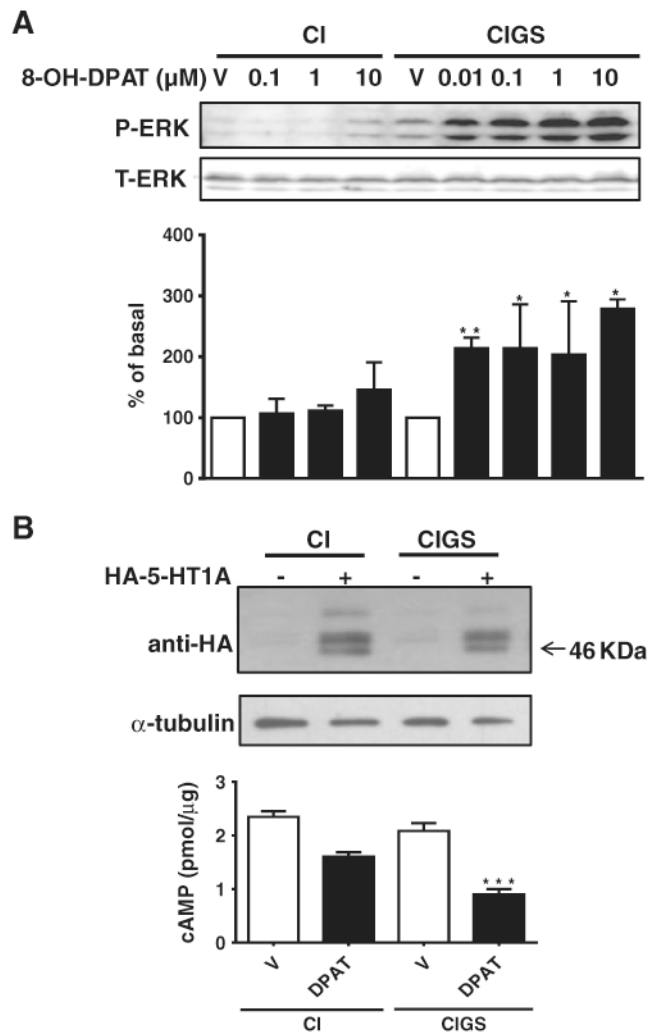 A
CI CIGS
8-OH-DPAT (µM) V 0.1 1 10 V 0.01 0.1 1 10
P-ERK
T-ERK
400
300
200
100
0
% of basal
* * * * *
B
CI CIGS
HA-5-HT1A - + - +
anti-HA
←46 KDa
α-tubulin
3
2
1
0
cAMP (pmol/µg)
* * *
V DPAT V DPAT
CI CIGS